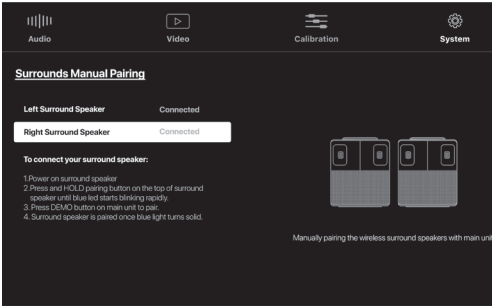 Audio
Video
Calibration
System
Surrounds Manual Pairing
Left Surround Speaker Connected
Right Surround Speaker Connected
To connect your surround speaker:
1.Power on surround speaker
2.Press and HOLD pairing button on the top of surround
speaker until blue led starts blinking rapidly.
3. Press DEMO button on main unit to pair.
4. Surround speaker is paired once blue light turns solid.
Manually pairing the wireless surround speakers with main unit